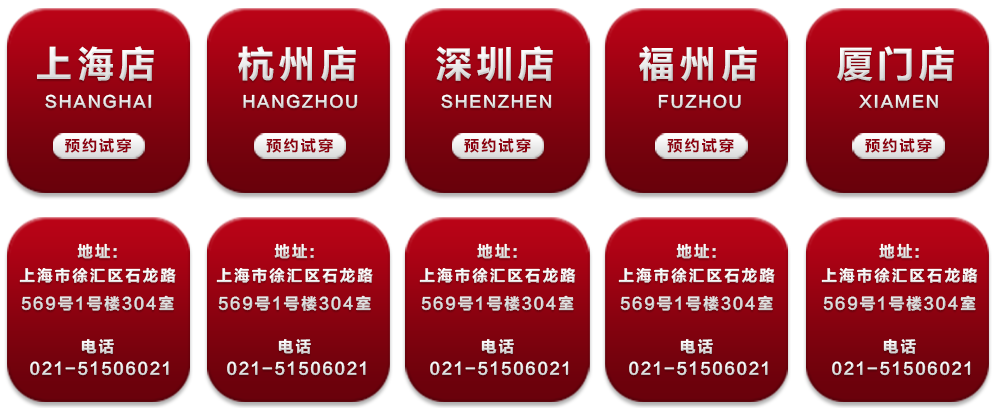 上海店
SHANGHAI
预约试穿
杭州店
HANGZHOU
预约试穿
深圳店
SHENZHEN
预约试穿
福州店
FUZHOU
预约试穿
厦门店
XIAMEN
预约试穿
地址:
上海市徐汇区石龙路
569号1号楼304室
电话
021-51506021
地址:
上海市徐汇区石龙路
569号1号楼304室
电话
021-51506021
地址:
上海市徐汇区石龙路
569号1号楼304室
电话
021-51506021
地址:
上海市徐汇区石龙路
569号1号楼304室
电话
021-51506021
地址:
上海市徐汇区石龙路
569号1号楼304室
电话
021-51506021